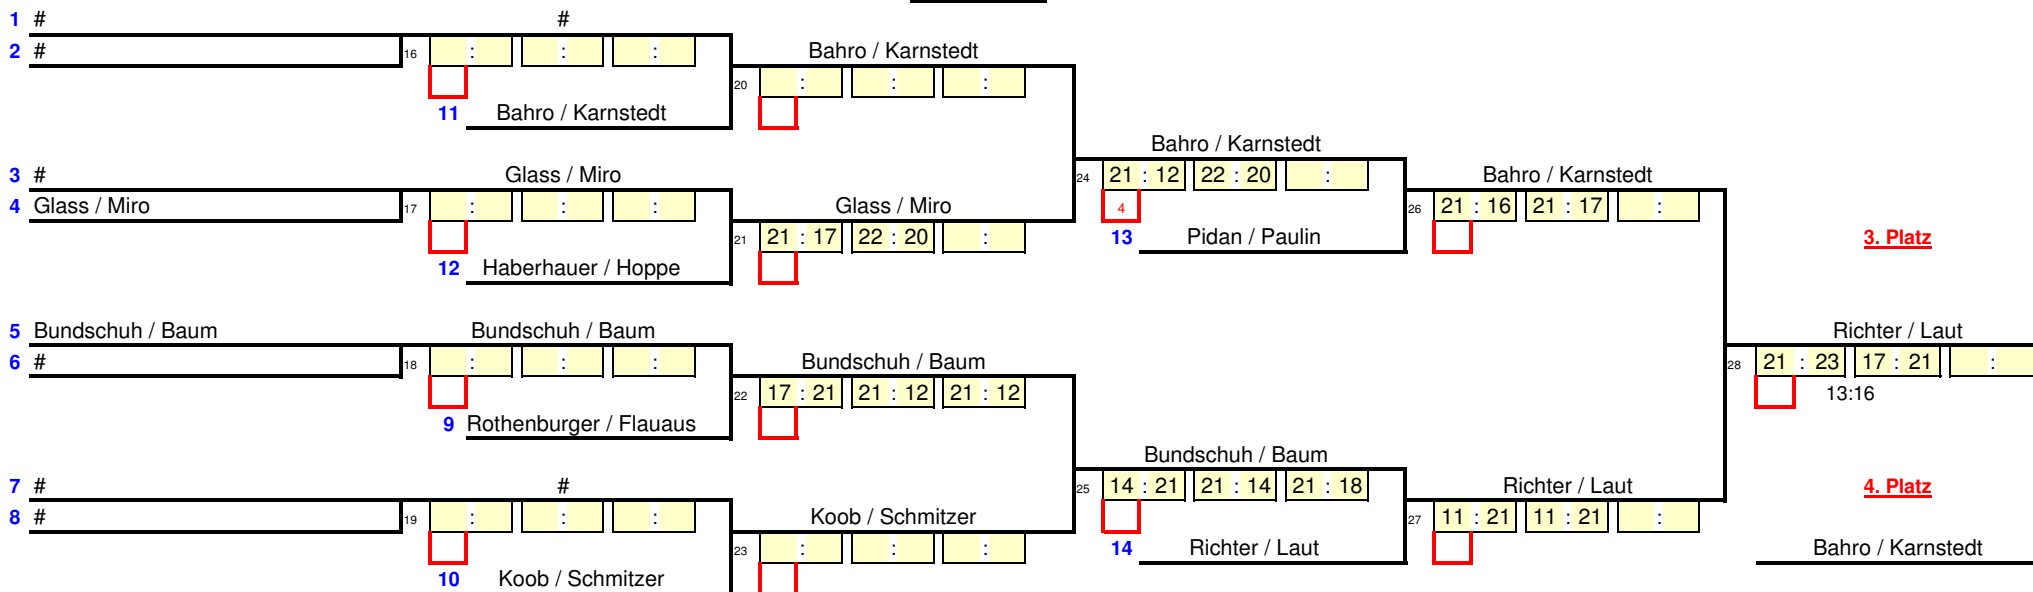 1 # #
2 # 16 : : : Bahro / Karnstedt
20 : : :
11 Bahro / Karnstedt
Bahro / Karnstedt
3 # Glass / Miro 24 21 : 12 22 : 20 : Bahro / Karnstedt
4 Glass / Miro 17 : : : Glass / Miro 4 26 21 : 16 21 : 17 :
21 21 : 17 22 : 20 : 13 Pidan / Paulin 3. Platz
12 Haberhauer / Hoppe
5 Bundschuh / Baum Bundschuh / Baum Richter / Laut
6 # 18 : : : Bundschuh / Baum 28 21 : 23 17 : 21 :
22 17 : 21 21 : 12 21 : 12 13:16
9 Rothenburger / Flauaus
Bundschuh / Baum
7 # # 25 14 : 21 21 : 14 21 : 18 Richter / Laut 4. Platz
8 # 19 : : : Koob / Schmitzer 27 11 : 21 11 : 21 :
23 : : : 14 Richter / Laut Bahro / Karnstedt
10 Koob / Schmitzer